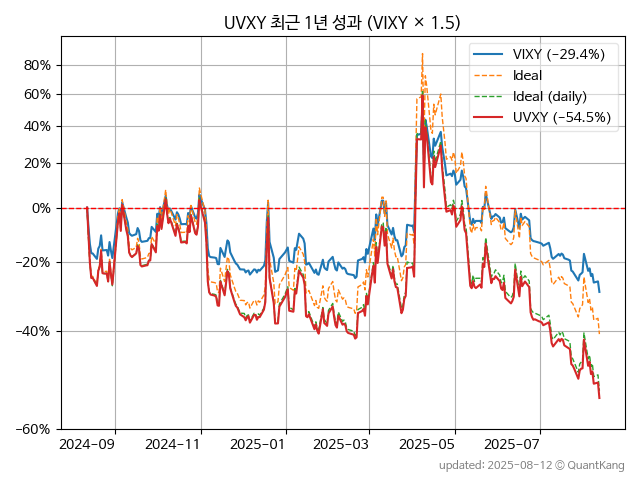 UVXY 최근 1년 성과 (VIXY × 1.5)
VIXY (−29.4%)
Ideal
Ideal (daily)
UVXY (−54.5%)
80%
60%
40%
20%
0%
−20%
−40%
−60%
2024−09
2024−11
2025−01
2025−03
2025−05
2025−07
updated: 2025−08−12 © QuantKang